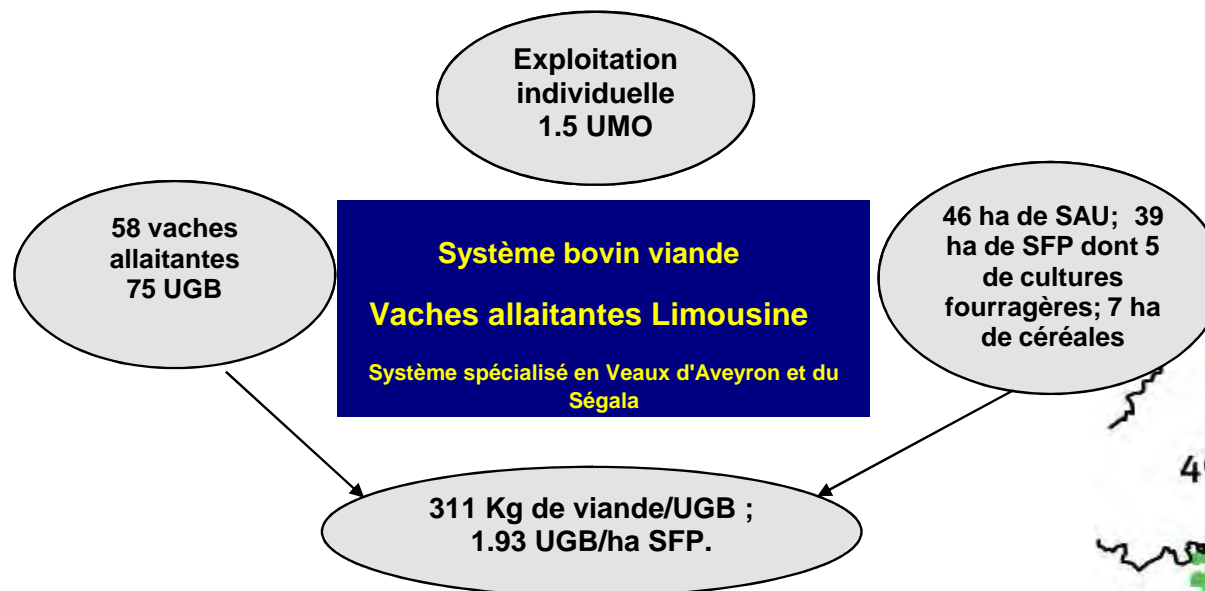 Exploitation
individuelle
1.5 UMO
58 vaches
allaitantes
75 UGB
Système bovin viande
Vaches allaitantes Limousine
Système spécialisé en Veaux d'Aveyron et du
Ségala
46 ha de SAU; 39
ha de SFP dont 5
de cultures
fourragères; 7 ha
de céréales
311 Kg de viande/UGB ;
1.93 UGB/ha SFP.